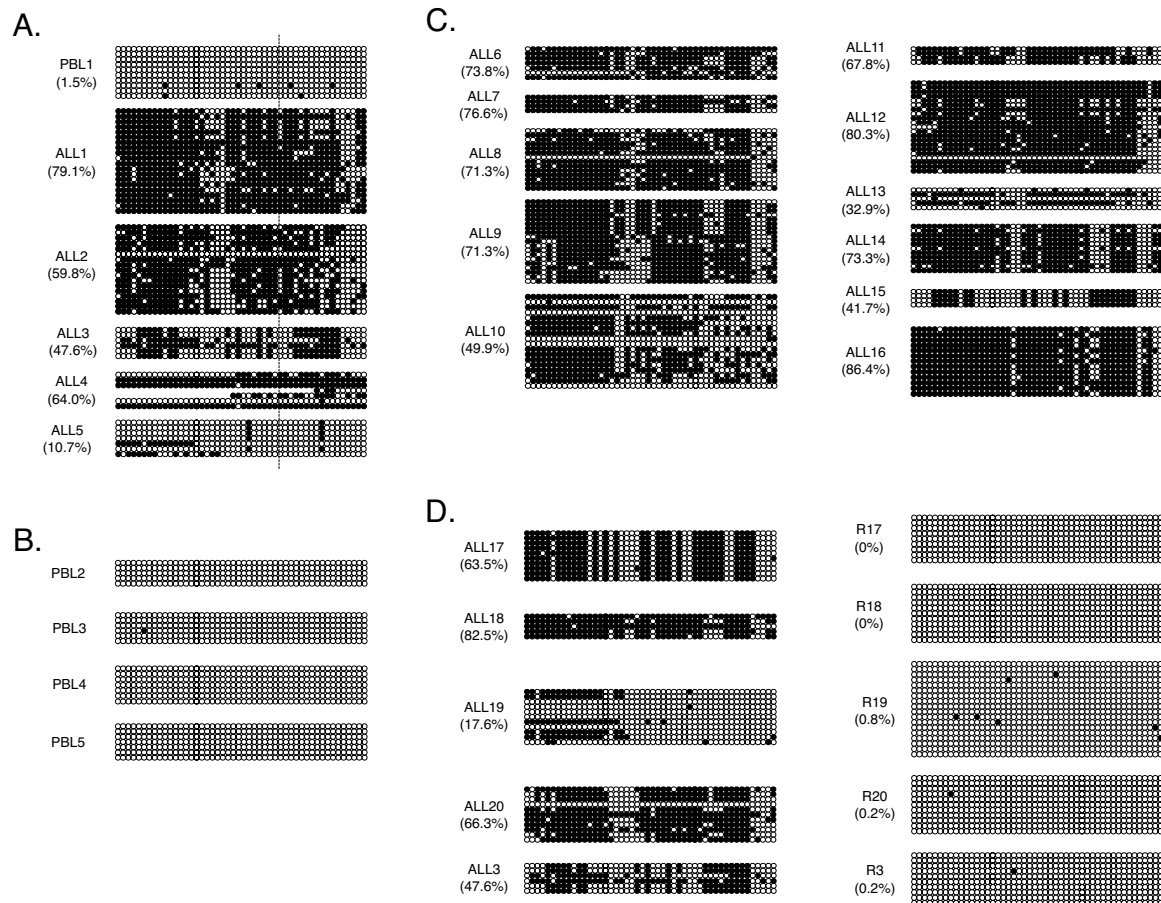 A.
PBL1
(1.5%)
ALL1
(79.1%)
ALL2
(59.8%)
ALL3
(47.6%)
ALL4
(64.0%)
ALL5
(10.7%)
B.
PBL2
PBL3
PBL4
PBL5
C.
ALL6
(73.8%)
ALL7
(76.6%)
ALL8
(71.3%)
ALL9
(71.3%)
ALL10
(49.9%)
ALL11
(67.8%)
ALL12
(80.3%)
ALL13
(32.9%)
ALL14
(73.3%)
ALL15
(41.7%)
ALL16
(86.4%)
D.
ALL17
(63.5%)
ALL18
(82.5%)
ALL19
(17.6%)
ALL20
(66.3%)
ALL3
(47.6%)
R17
(0%)
R18
(0%)
R19
(0.8%)
R20
(0.2%)
R3
(0.2%)